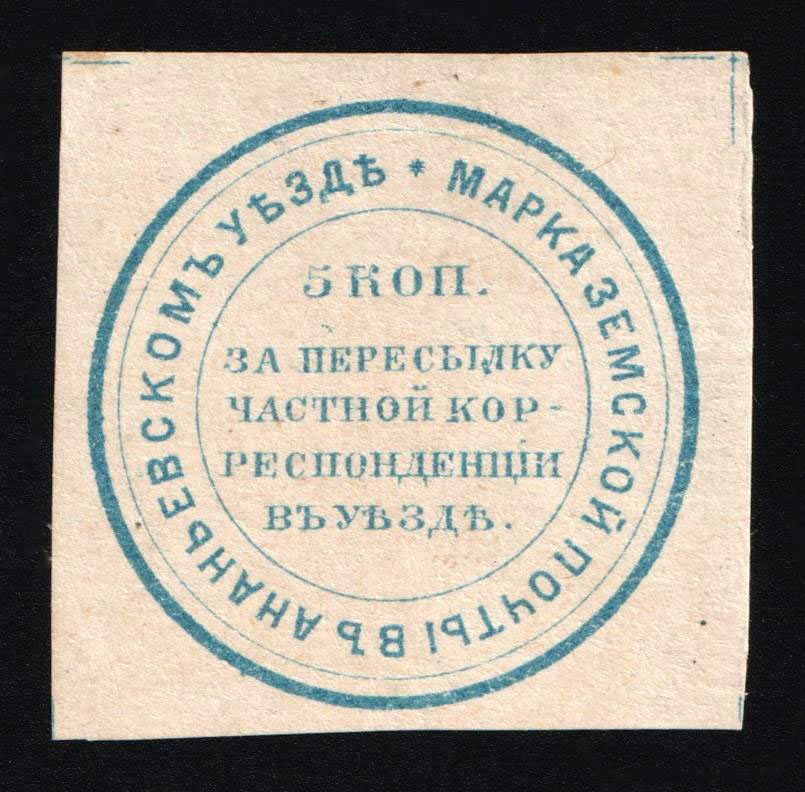 * МАРКА ЗЕМСКОЙ ПОЧТЫ ВЪ АНАНЬЕВСКОМЪ УѢЗДѢ
5 КОП.
ЗА ПЕРЕСЫЛКУ
ЧАСТНОЙ КОР-
РЕСПОНДЕНЦІИ
ВЪ УѢЗДѢ.